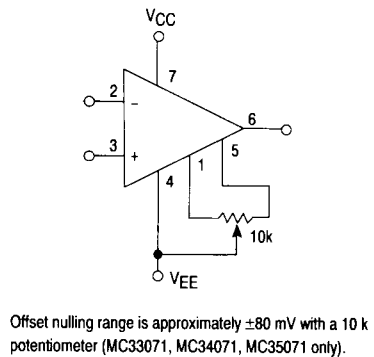 VCC
7
2
-
6
3
+
5
1
4
10k
VEE
Offset nulling range is approximately ±80 mV with a 10 k
potentiometer (MC33071, MC34071, MC35071 only).